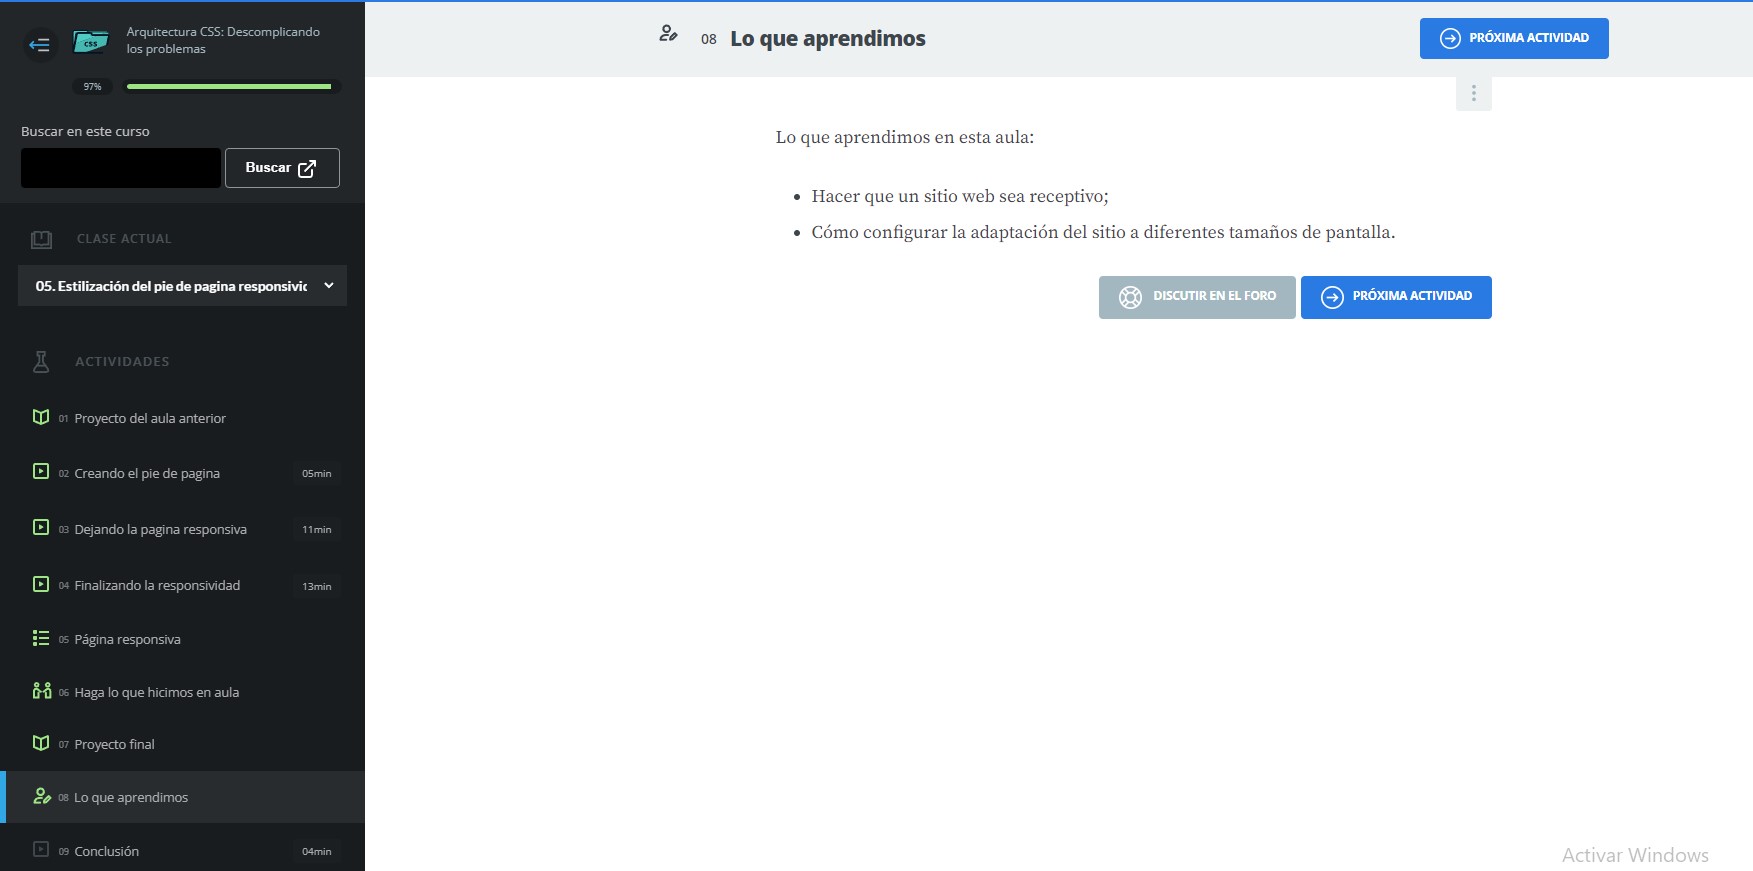 css
Arquitectura CSS: Descomplicando
los problemas
97%
Buscar en este curso
Buscar
CLASE ACTUAL
05. Estilización del pie de pagina responsivid
ACTIVIDADES
01 Proyecto del aula anterior
02 Creando el pie de pagina 05min
03 Dejando la pagina responsiva 11min
04 Finalizando la responsividad 13min
05 Página responsiva
06 Haga lo que hicimos en aula
07 Proyecto final
08 Lo que aprendimos
09 Conclusión 04min
08 Lo que aprendimos
PRÓXIMA ACTIVIDAD
Lo que aprendimos en esta aula:
• Hacer que un sitio web sea receptivo;
• Cómo configurar la adaptación del sitio a diferentes tamaños de pantalla.
DISCUTIR EN EL FORO
PRÓXIMA ACTIVIDAD
Activar Windows